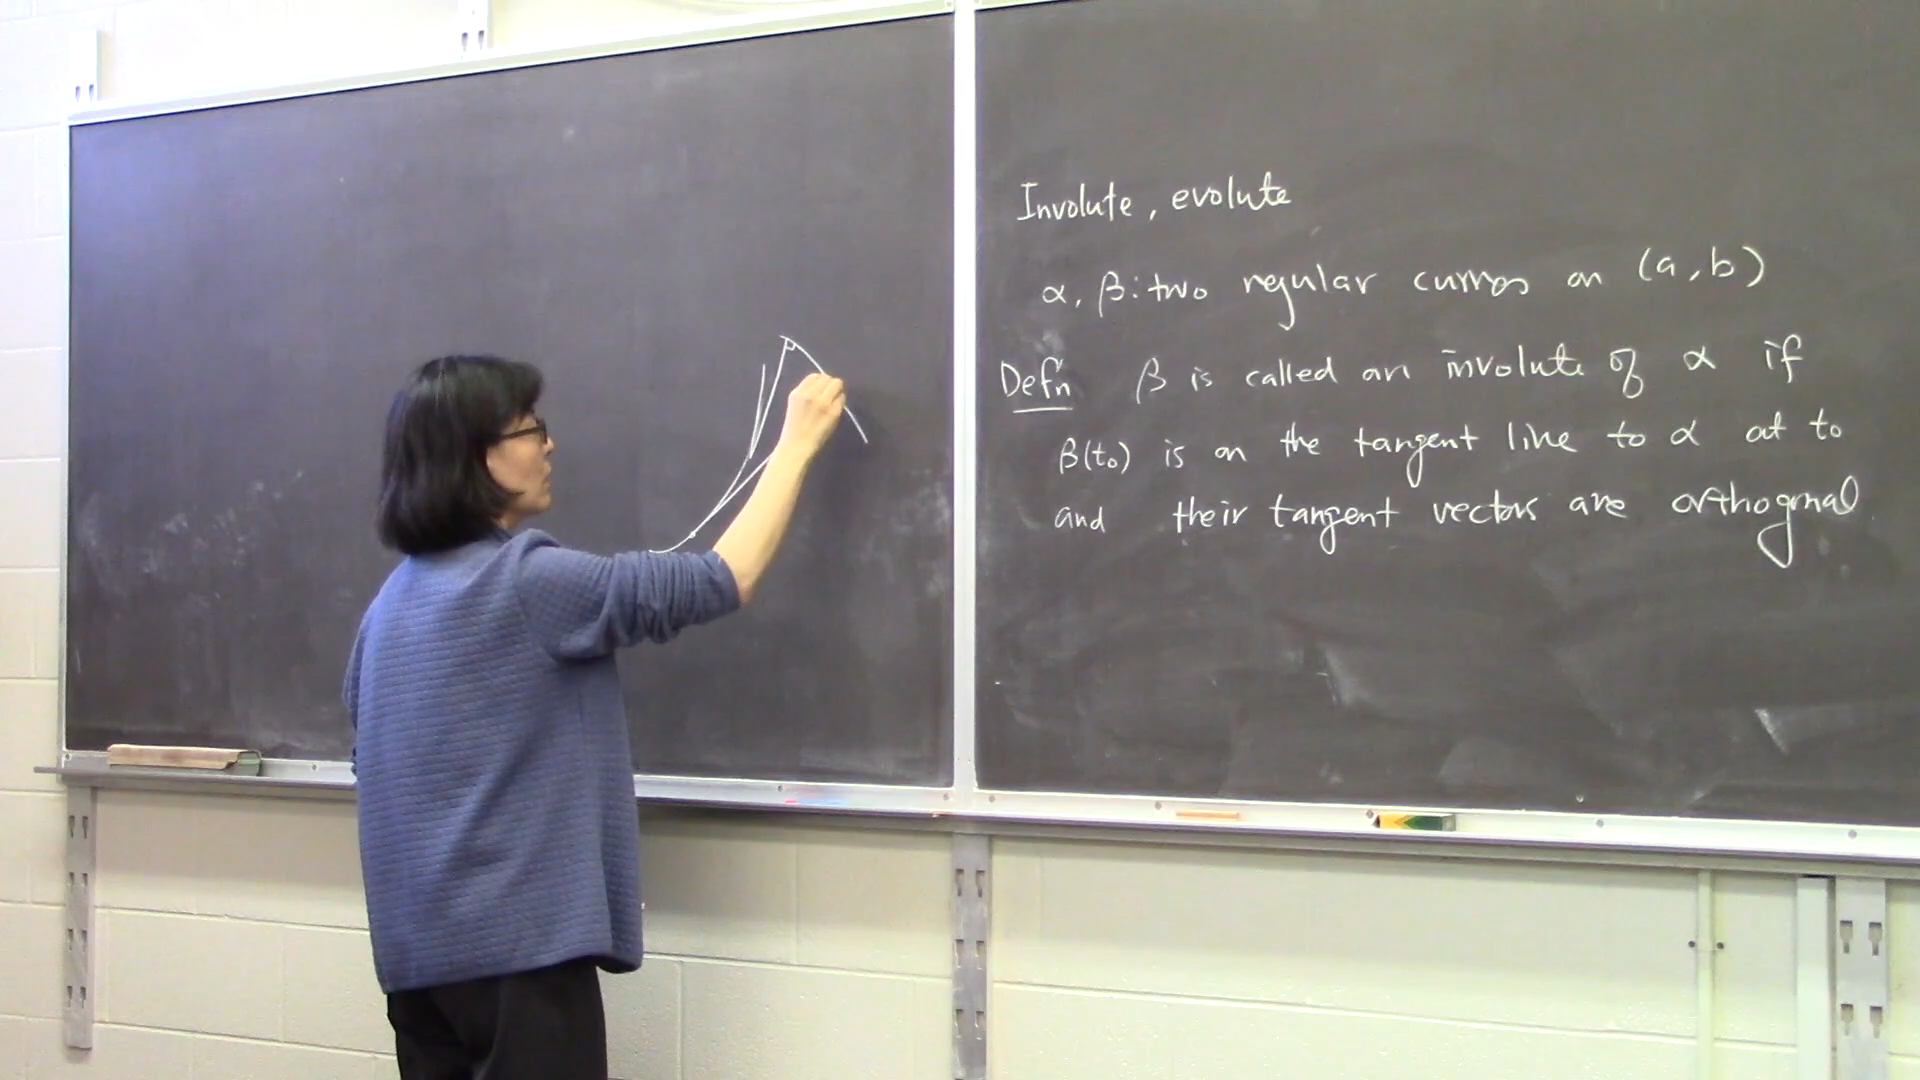 Involute, evolute
α, β: two regular curves on (a, b)
Def'n β is called an involute of α if
β(t₀) is on the tangent line to α at t₀
and their tangent vectors are orthogonal